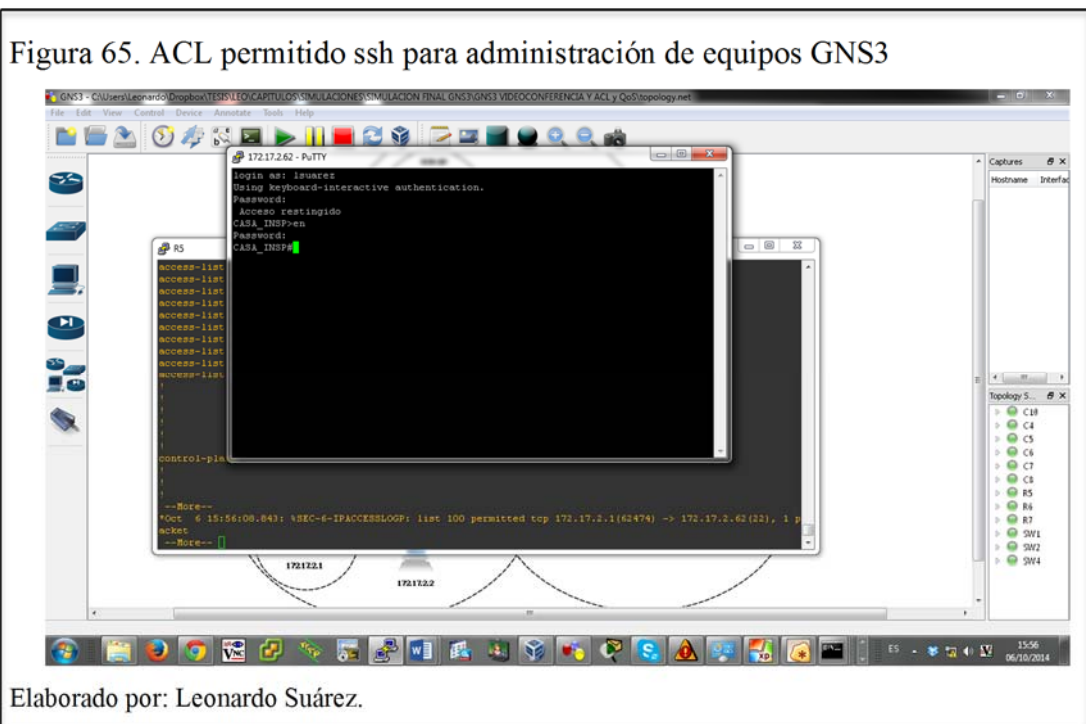 Figura 65. ACL permitido ssh para administración de equipos GNS3
GNS3 - C:\Users\Leonardo\Dropbox\TESIS\LEO\CAPITULOS\SIMULACIONES\SIMULACION FINAL GNS3\GNS3 VIDEOCONFERENCIA Y ACL y QoS\topology.net
File Edit View Control Device Annotate Tools Help
172.17.2.62 - PuTTY
login as: lsuarez
Using keyboard-interactive authentication.
Password:
Acceso restingido
CASA_INSP>en
Password:
CASA_INSP#
R5
access-list
access-list
access-list
access-list
access-list
access-list
access-list
access-list
access-list
access-list
!
!
!
!
!
control-pla
!
!
!
--More--
*Oct 6 15:56:08.843: %SEC-6-IPACCESSLOGP: list 100 permitted tcp 172.17.2.1(62474) -> 172.17.2.62(22), 1 p
acket
--More--
172.17.2.1
172.17.2.2
Captures
Hostname Interfac
Topology S...
C10
C4
C5
C6
C7
C8
R5
R6
R7
SW1
SW2
SW4
ES
15:56
06/10/2014
Elaborado por: Leonardo Suárez.